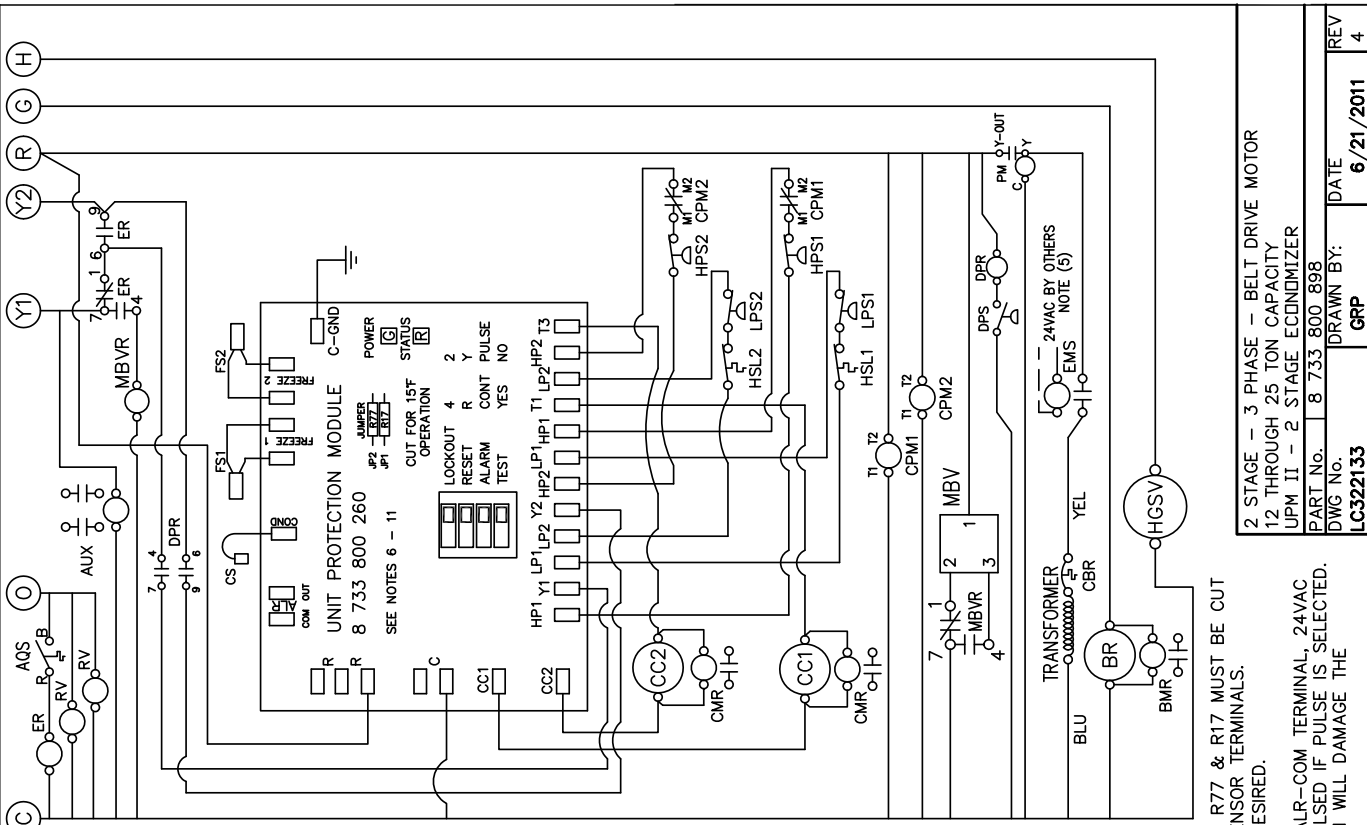 H
G
R
Y2
Y1
O
C
9
ER
6
1
ER
7
4
MBVR
AUX
AQS
R
B
ER
RV
RV
7 4
DPR
9 6
FS2
FS1
FREEZE 2
FREEZE 1
C-GND
CS
COND
ALR
COM OUT
UNIT PROTECTION MODULE
8 733 800 260
SEE NOTES 6 - 11
JUMPER
JP2 R77
JP1 R17
CUT FOR 15°F
OPERATION
POWER
G
STATUS
R
LOCKOUT 4 2
RESET R Y
ALARM CONT PULSE
TEST YES NO
R
R
C
CC1
CC2
HP1
Y1
LP1
LP2
Y2
HP2
LP1
HP1
T1
LP2
HP2
T3
CC2
CMR
CC1
CMR
M1 M2
HPS2 CPM2
HSL2 LPS2
M1 M2
HPS1 CPM1
HSL1 LPS1
T1 T2
CPM1
T1 T2
CPM2
MBV
1
2
3
7 1
MBVR
4
DPS
DPR
PM Y-OUT
C Y
24VAC BY OTHERS
NOTE (5)
EMS
YEL
TRANSFORMER
CBR
BLU
BR
BMR
HGSV
R77 & R17 MUST BE CUT
NSOR TERMINALS.
ESIRED.
ALR-COM TERMINAL, 24VAC
LSED IF PULSE IS SELECTED.
WILL DAMAGE THE
2 STAGE - 3 PHASE - BELT DRIVE MOTOR
12 THROUGH 25 TON CAPACITY
UPM II - 2 STAGE ECONOMIZER
PART No. 8 733 800 898
DWG No. DRAWN BY: DATE REV
LC322133 GRP 6/21/2011 4